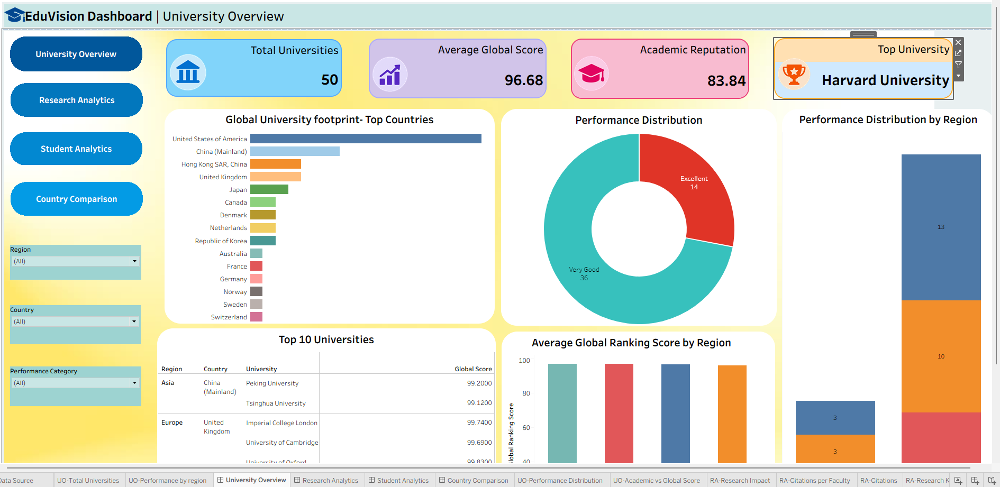 EduVision Dashboard | University Overview
University Overview
Research Analytics
Student Analytics
Country Comparison
Region
(All)
Country
(All)
Performance Category
(All)
Total Universities
50
Average Global Score
96.68
Academic Reputation
83.84
Top University
Harvard University
Global University footprint- Top Countries
United States of America
China (Mainland)
Hong Kong SAR, China
United Kingdom
Japan
Canada
Denmark
Netherlands
Republic of Korea
Australia
France
Germany
Norway
Sweden
Switzerland
Performance Distribution
Excellent
14
Very Good
36
Performance Distribution by Region
13
10
3
3
Top 10 Universities
Region Country University Global Score
Asia China (Mainland) Peking University 99.2000
Tsinghua University 99.1200
Europe United Kingdom Imperial College London 99.7400
University of Cambridge 99.6900
University of Oxford 99.8300
Average Global Ranking Score by Region
100
80
60
40
Global Ranking Score
Data Source
UO-Total Universities
UO-Performance by region
University Overview
Research Analytics
Student Analytics
Country Comparison
UO-Performance Distribution
UO-Academic vs Global Score
RA-Research Impact
RA-Citations per Faculty
RA-Citations
RA-Research K